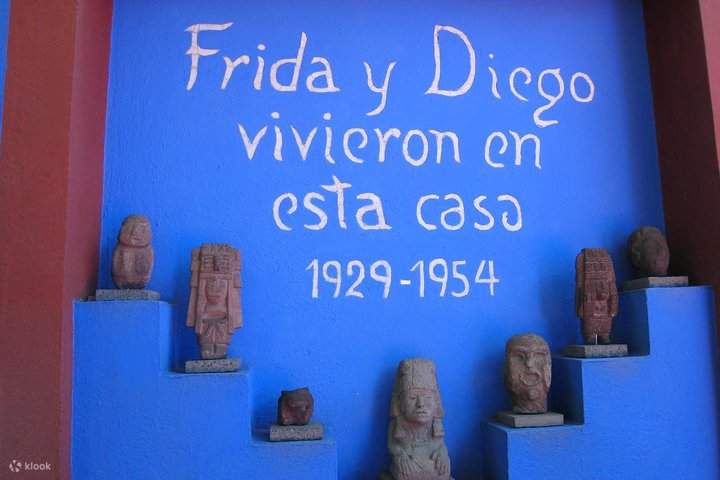 Frida y Diego
vivieron en
esta casa
1929-1954
klook